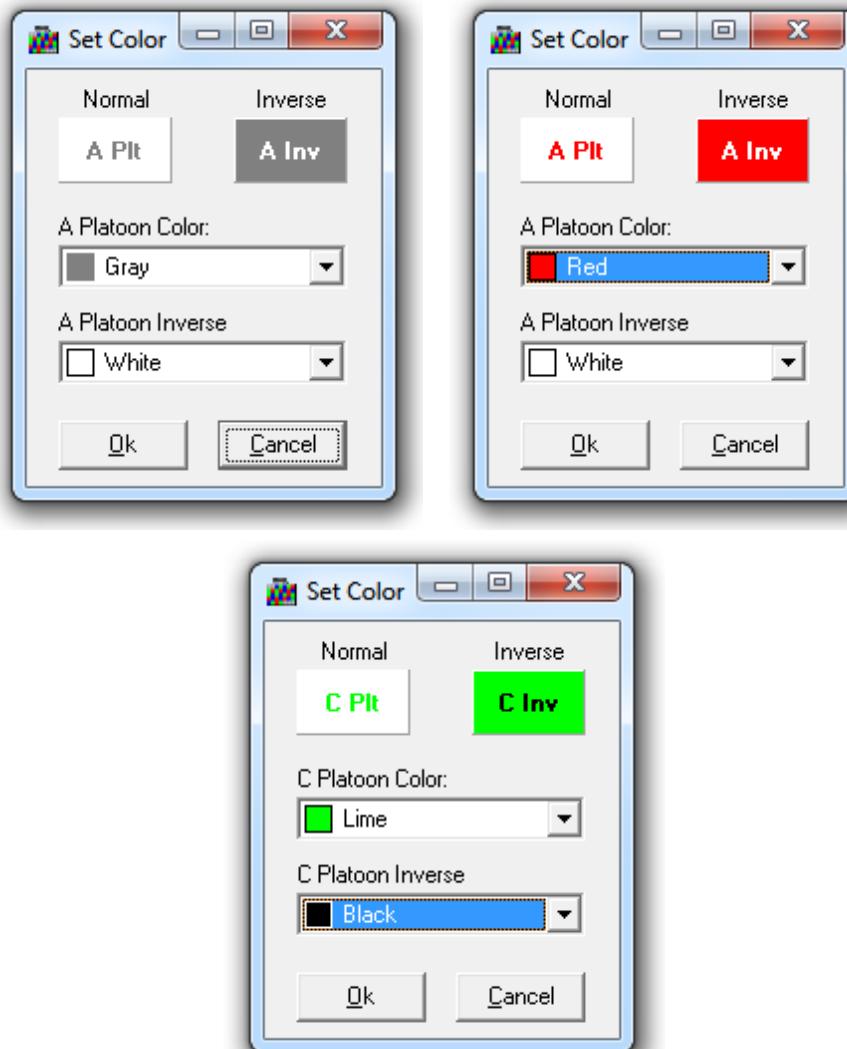 Set Color
Normal Inverse
A Plt A Inv
A Platoon Color:
Gray
A Platoon Inverse
White
Ok Cancel
Set Color
Normal Inverse
A Plt A Inv
A Platoon Color:
Red
A Platoon Inverse
White
Ok Cancel
Set Color
Normal Inverse
C Plt C Inv
C Platoon Color:
Lime
C Platoon Inverse
Black
Ok Cancel